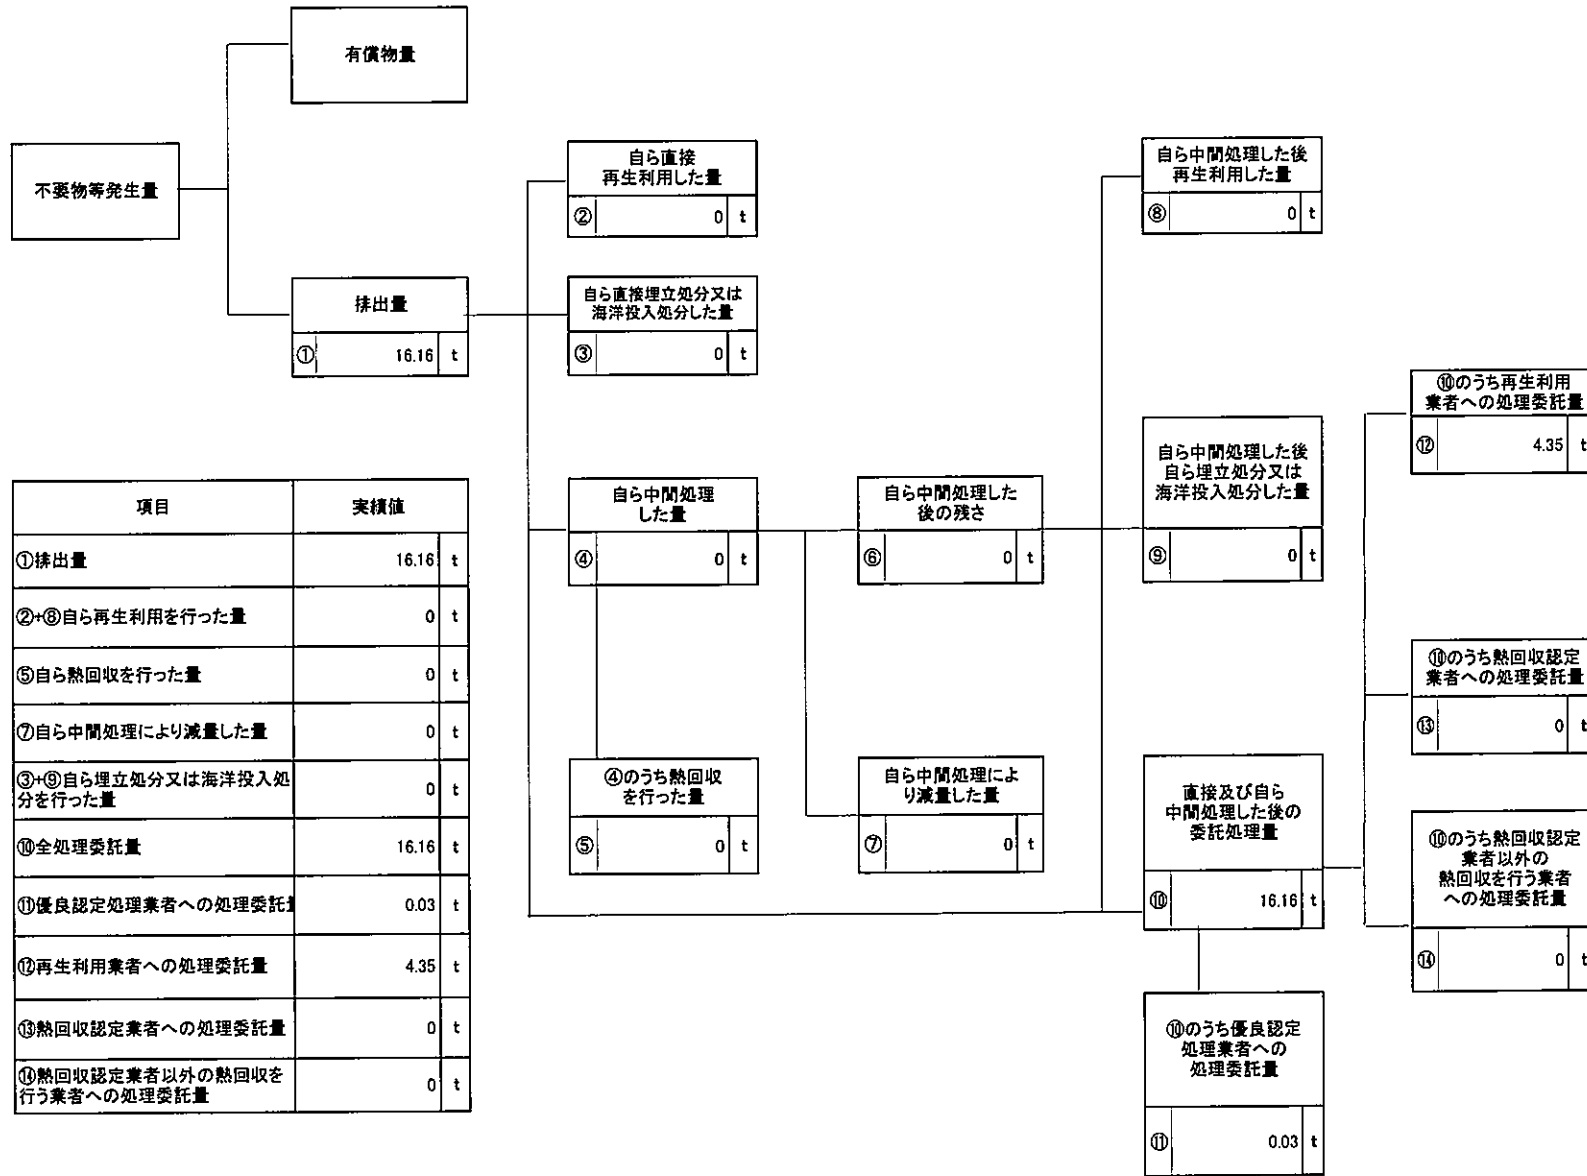 有償物量
不要物等発生量
排出量
① 16.16 t
自ら直接
再生利用した量
② 0 t
自ら直接埋立処分又は
海洋投入処分した量
③ 0 t
自ら中間処理
した量
④ 0 t
④のうち熱回収
を行った量
⑤ 0 t
自ら中間処理した
後の残さ
⑥ 0 t
自ら中間処理によ
り減量した量
⑦ 0 t
自ら中間処理した後
再生利用した量
⑧ 0 t
自ら中間処理した後
自ら埋立処分又は
海洋投入処分した量
⑨ 0 t
直接及び自ら
中間処理した後の
委託処理量
⑩ 16.16 t
⑩のうち優良認定
処理業者への
処理委託量
⑪ 0.03 t
⑩のうち再生利用
業者への処理委託量
⑫ 4.35 t
⑩のうち熱回収認定
業者への処理委託量
⑬ 0 t
⑩のうち熱回収認定
業者以外の
熱回収を行う業者
への処理委託量
⑭ 0 t
項目 実績値
①排出量 16.16 t
②+⑧自ら再生利用を行った量 0 t
⑤自ら熱回収を行った量 0 t
⑦自ら中間処理により減量した量 0 t
③+⑨自ら埋立処分又は海洋投入処
分を行った量 0 t
⑩全処理委託量 16.16 t
⑪優良認定処理業者への処理委託 0.03 t
⑫再生利用業者への処理委託量 4.35 t
⑬熱回収認定業者への処理委託量 0 t
⑭熱回収認定業者以外の熱回収を
行う業者への処理委託量 0 t